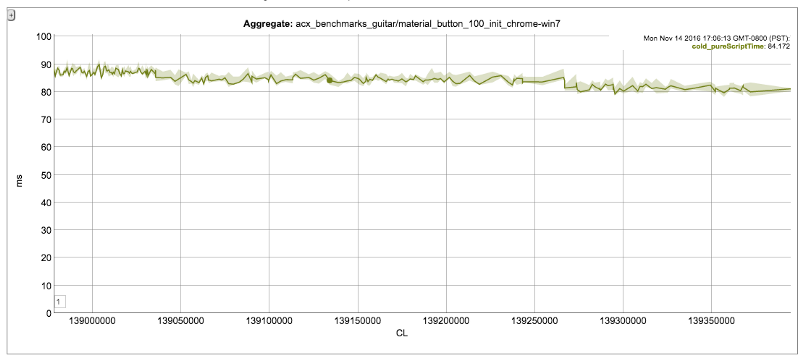 +
Aggregate: acx_benchmarks_guitar/material_button_100_init_chrome-win7
Mon Nov 14 2016 17:06:13 GMT-0800 (PST):
cold_pureScriptTime: 84.172
100
90
80
70
60
50
40
30
20
10
0
ms
1
139000000 139050000 139100000 139150000 139200000 139250000 139300000 139350000
CL